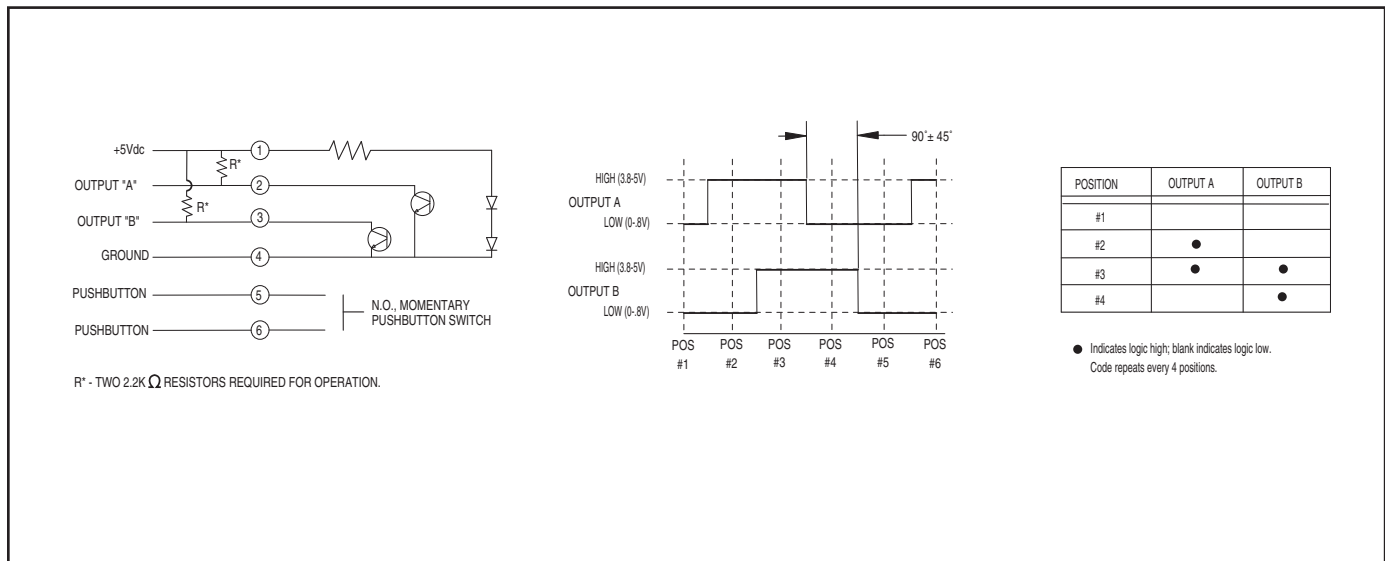 +5Vdc
1
R*
OUTPUT "A"
2
R*
OUTPUT "B"
3
GROUND
4
PUSHBUTTON
5
N.O., MOMENTARY
PUSHBUTTON SWITCH
PUSHBUTTON
6
R* - TWO 2.2K Ω RESISTORS REQUIRED FOR OPERATION.
90°± 45°
HIGH (3.8-5V)
OUTPUT A
LOW (0-.8V)
HIGH (3.8-5V)
OUTPUT B
LOW (0-.8V)
POS POS POS POS POS POS
#1 #2 #3 #4 #5 #6
POSITION OUTPUT A OUTPUT B
#1
#2 ●
#3 ● ●
#4 ●
● Indicates logic high; blank indicates logic low.
Code repeats every 4 positions.